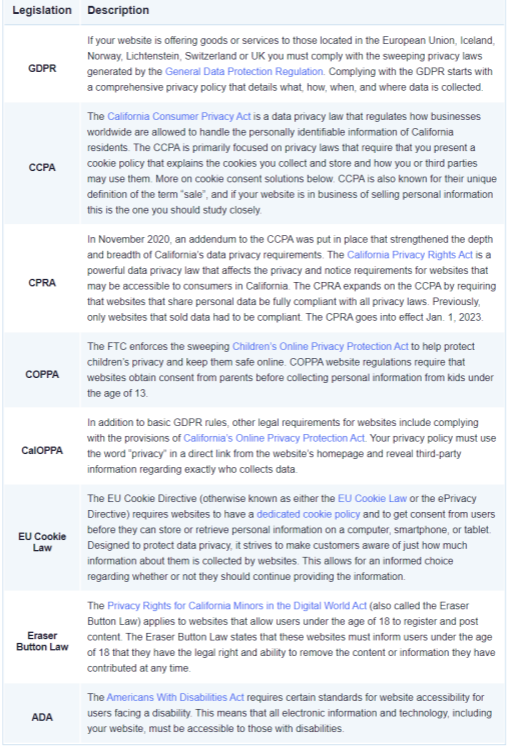 Legislation Description
GDPR
If your website is offering goods or services to those located in the European Union, Iceland,
Norway, Lichtenstein, Switzerland or UK you must comply with the sweeping privacy laws
generated by the General Data Protection Regulation. Complying with the GDPR starts with
a comprehensive privacy policy that details what, how, when, and where data is collected.
CCPA
The California Consumer Privacy Act is a data privacy law that regulates how businesses
worldwide are allowed to handle the personally identifiable information of California
residents. The CCPA is primarily focused on privacy laws that require that you present a
cookie policy that explains the cookies you collect and store and how you or third parties
may use them. More on cookie consent solutions below. CCPA is also known for their unique
definition of the term "sale", and if your website is in business of selling personal information
this is the one you should study closely.
CPRA
In November 2020, an addendum to the CCPA was put in place that strengthened the depth
and breadth of California's data privacy requirements. The California Privacy Rights Act is a
powerful data privacy law that affects the privacy and notice requirements for websites that
may be accessible to consumers in California. The CPRA expands on the CCPA by requiring
that websites that share personal data be fully compliant with all privacy laws. Previously,
only websites that sold data had to be compliant. The CPRA goes into effect Jan. 1, 2023.
COPPA
The FTC enforces the sweeping Children's Online Privacy Protection Act to help protect
children's privacy and keep them safe online. COPPA website regulations require that
websites obtain consent from parents before collecting personal information from kids under
the age of 13.
CalOPPA
In addition to basic GDPR rules, other legal requirements for websites include complying
with the provisions of California's Online Privacy Protection Act. Your privacy policy must use
the word "privacy" in a direct link from the website's homepage and reveal third-party
information regarding exactly who collects data.
EU Cookie
Law
The EU Cookie Directive (otherwise known as either the EU Cookie Law or the ePrivacy
Directive) requires websites to have a dedicated cookie policy and to get consent from users
before they can store or retrieve personal information on a computer, smartphone, or tablet.
Designed to protect data privacy, it strives to make customers aware of just how much
information about them is collected by websites. This allows for an informed choice
regarding whether or not they should continue providing the information.
Eraser
Button Law
The Privacy Rights for California Minors in the Digital World Act (also called the Eraser
Button Law) applies to websites that allow users under the age of 18 to register and post
content. The Eraser Button Law states that these websites must inform users under the age
of 18 that they have the legal right and ability to remove the content or information they have
contributed at any time.
ADA
The Americans With Disabilities Act requires certain standards for website accessibility for
users facing a disability. This means that all electronic information and technology, including
your website, must be accessible to those with disabilities.